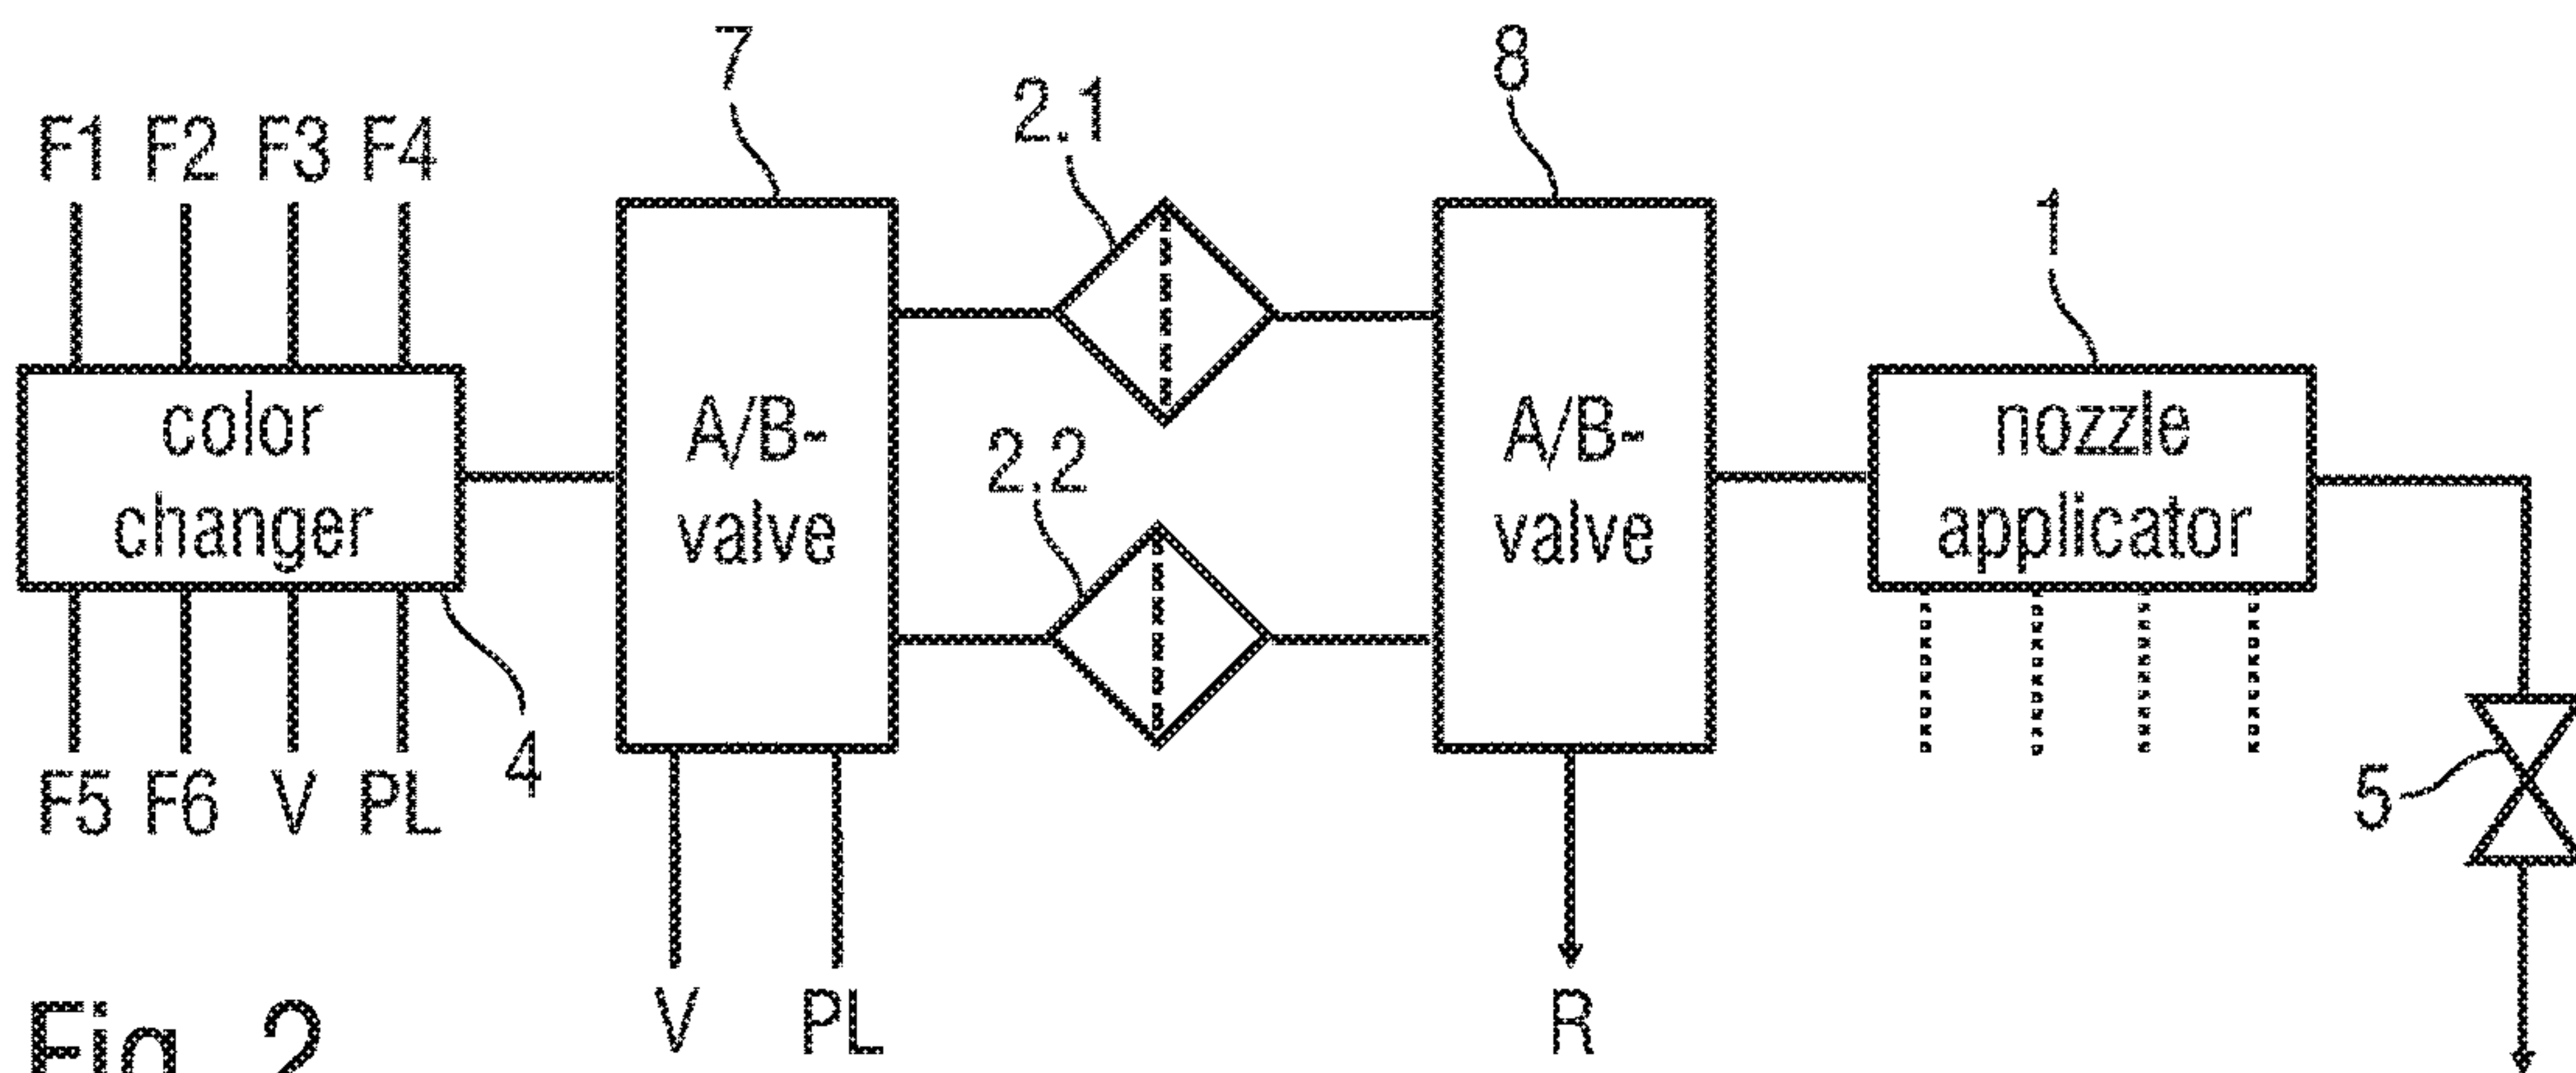 7
8
2.1
F1 F2 F3 F4
1
color
changer
A/B-
valve
A/B-
valve
nozzle
applicator
2.2
4
5
F5 F6 V PL
V PL
R
Fig. 2